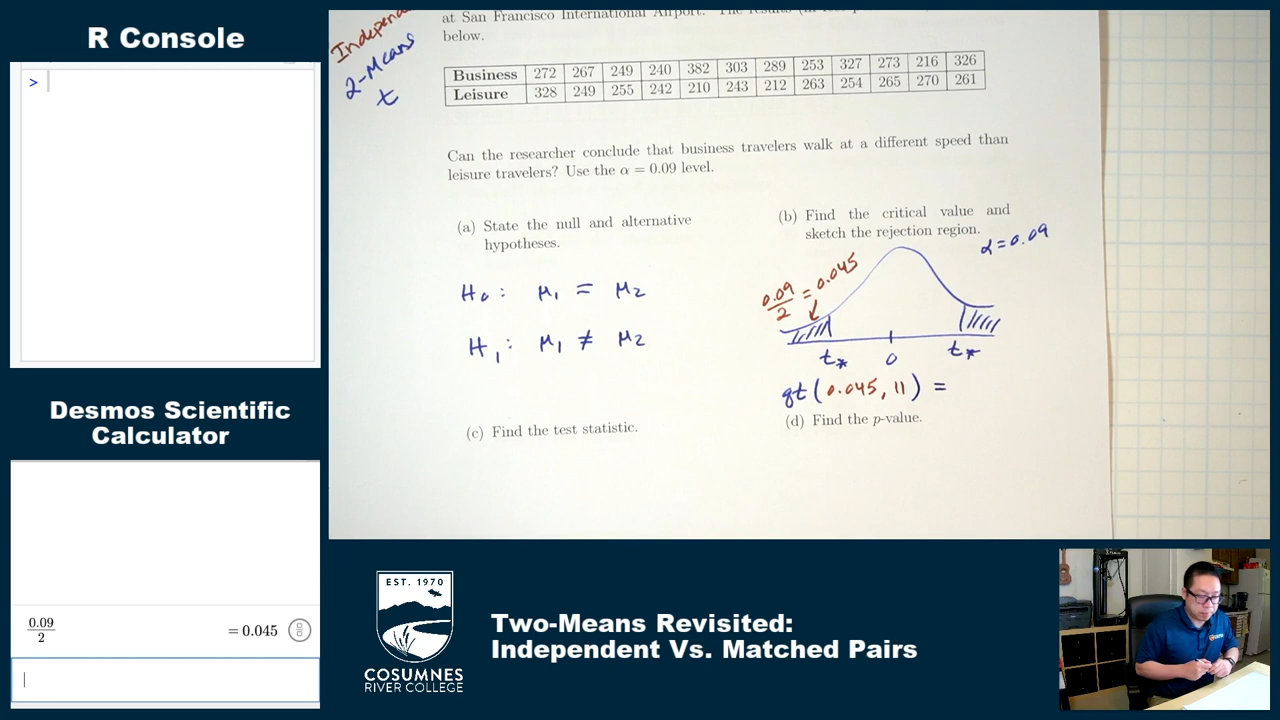 R Console
>
Desmos Scientific
Calculator
0.09
2
= 0.045
2-Means
t
at San Francisco International Airport. The results
below.
Business 272 267 249 240 382 303 289 253 327 273 216 326
Leisure 328 249 255 242 210 243 212 263 254 265 270 261
Can the researcher conclude that business travelers walk at a different speed than
leisure travelers? Use the α = 0.09 level.
(a) State the null and alternative
hypotheses.
H₀: μ₁ = μ₂
H₁: μ₁ ≠ μ₂
(b) Find the critical value and
sketch the rejection region.
α = 0.09
0.09/2 = 0.045
t* 0 t*
qt(0.045, 11) =
(c) Find the test statistic.
(d) Find the p-value.
EST. 1970
COSUMNES
RIVER COLLEGE
Two-Means Revisited:
Independent Vs. Matched Pairs